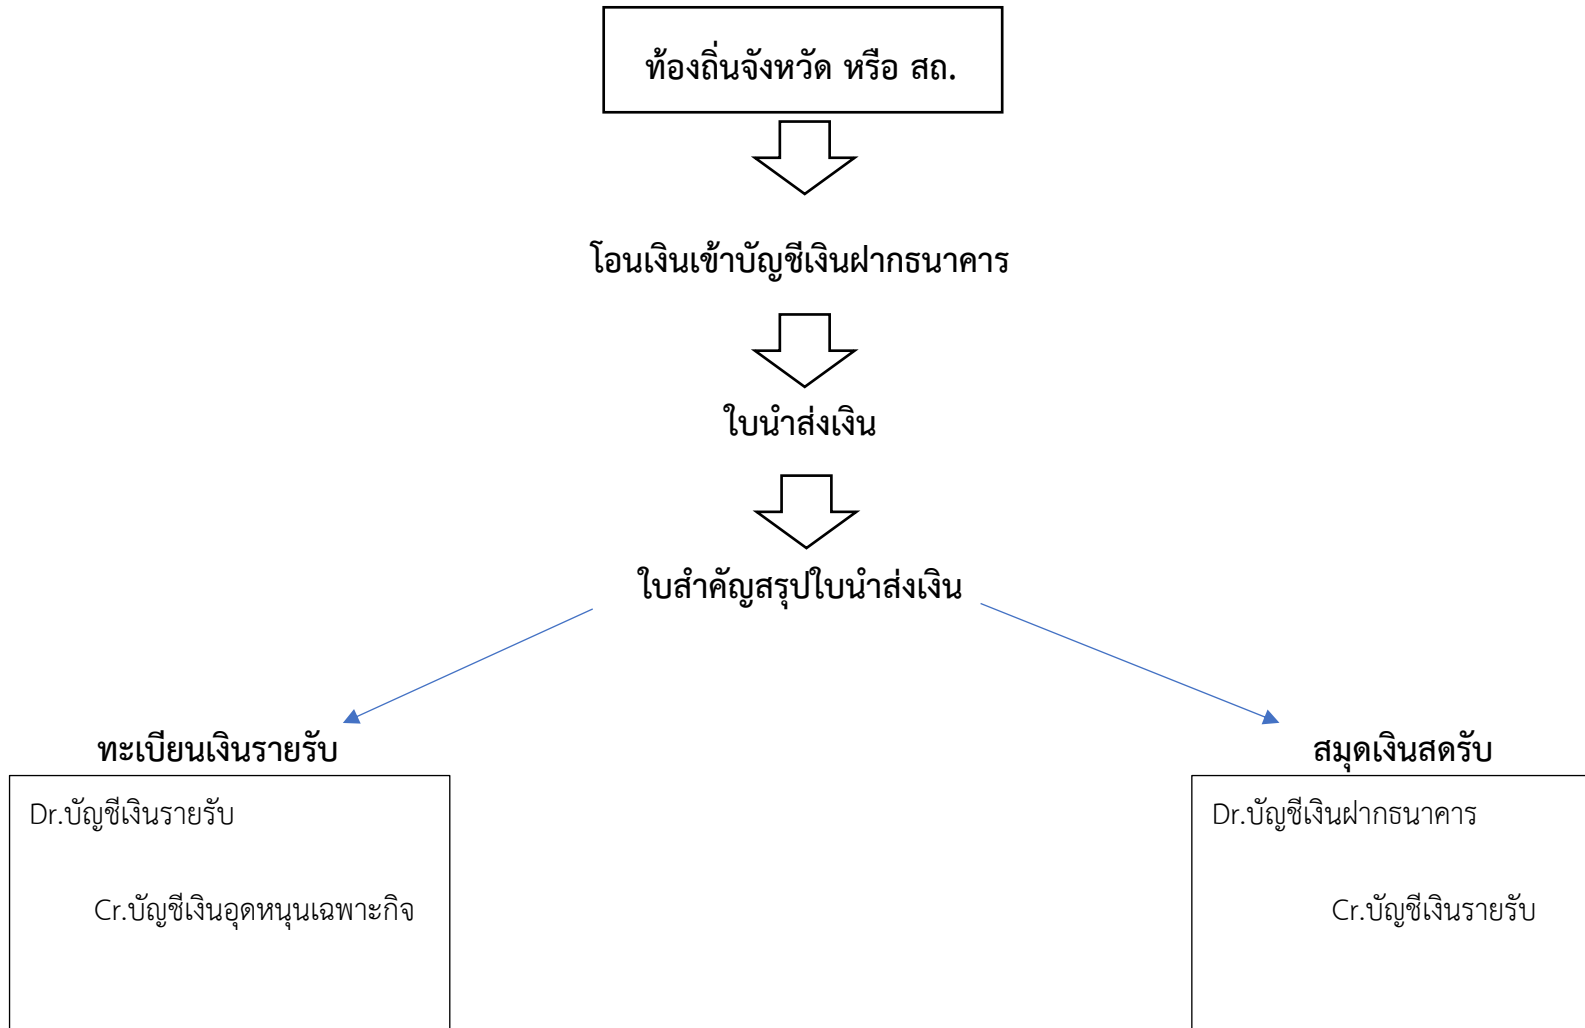 ท้องถิ่นจังหวัด หรือ สถ.
โอนเงินเข้าบัญชีเงินฝากธนาคาร
ใบนำส่งเงิน
ใบสำคัญสรุปใบนำส่งเงิน
ทะเบียนเงินรายรับ
Dr.บัญชีเงินรายรับ
Cr.บัญชีเงินอุดหนุนเฉพาะกิจ
สมุดเงินสดรับ
Dr.บัญชีเงินฝากธนาคาร
Cr.บัญชีเงินรายรับ